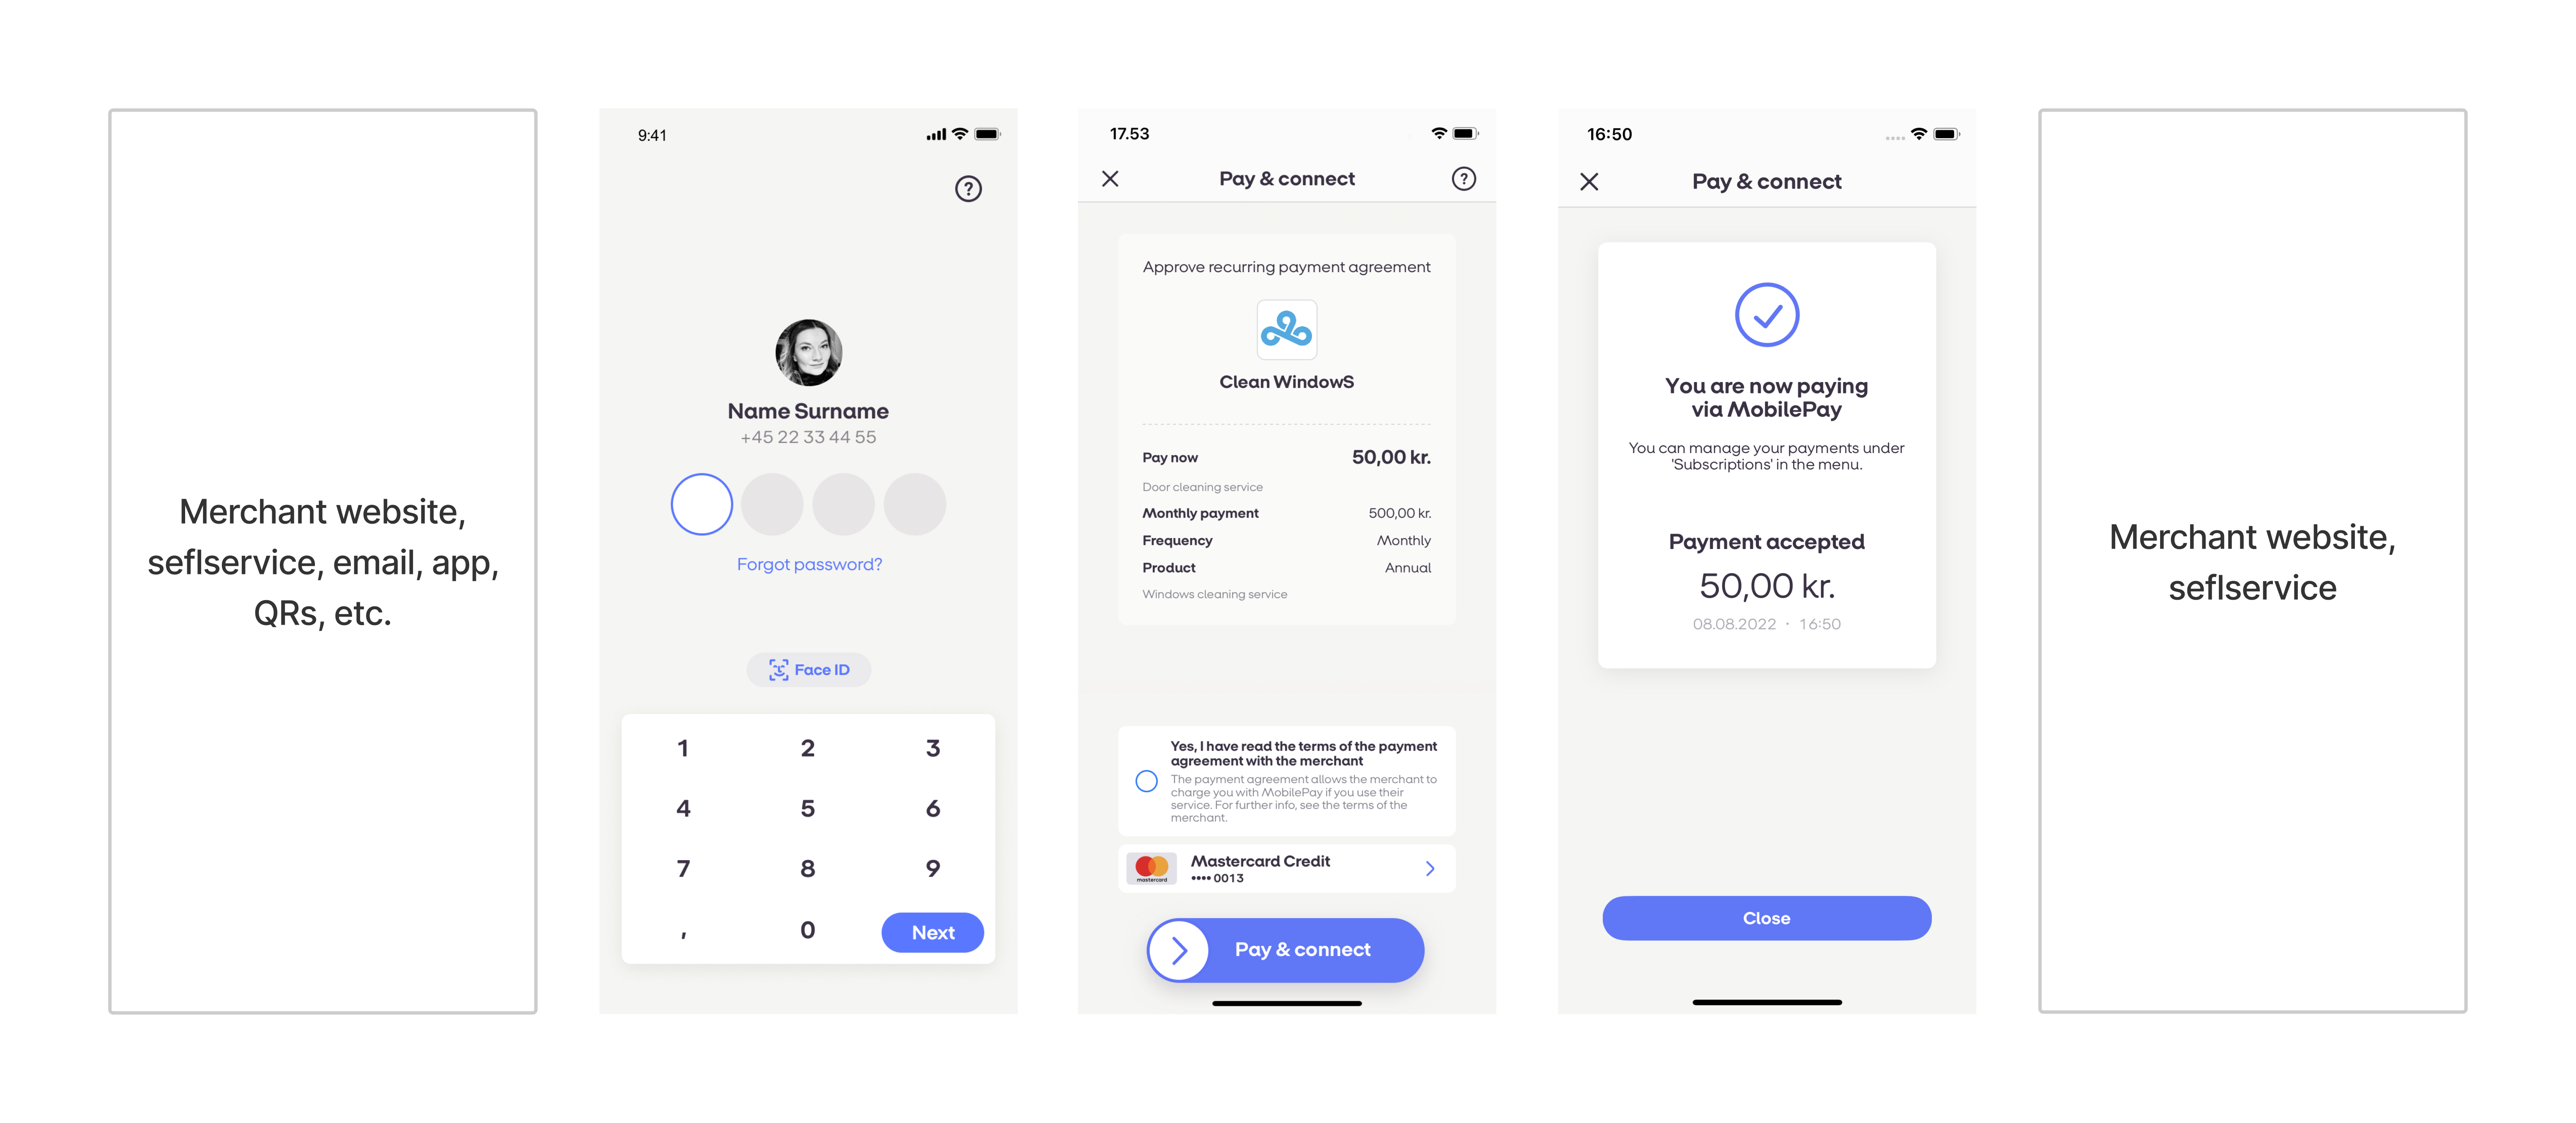 Merchant website,
seflservice, email, app,
QRs, etc.
9:41
?
Name Surname
+45 22 33 44 55
Forgot password?
Face ID
1 2 3
4 5 6
7 8 9
, 0 Next
17.53
Pay & connect ?
Approve recurring payment agreement
Clean WindowS
Pay now 50,00 kr.
Door cleaning service
Monthly payment 500,00 kr.
Frequency Monthly
Product Annual
Windows cleaning service
Yes, I have read the terms of the payment
agreement with the merchant
The payment agreement allows the merchant to
charge you with MobilePay if you use their
service. For further info, see the terms of the
merchant.
mastercard
Mastercard Credit
•••• 0013
Pay & connect
16:50
Pay & connect
You are now paying
via MobilePay
You can manage your payments under
'Subscriptions' in the menu.
Payment accepted
50,00 kr.
08.08.2022 · 16:50
Close
Merchant website,
seflservice